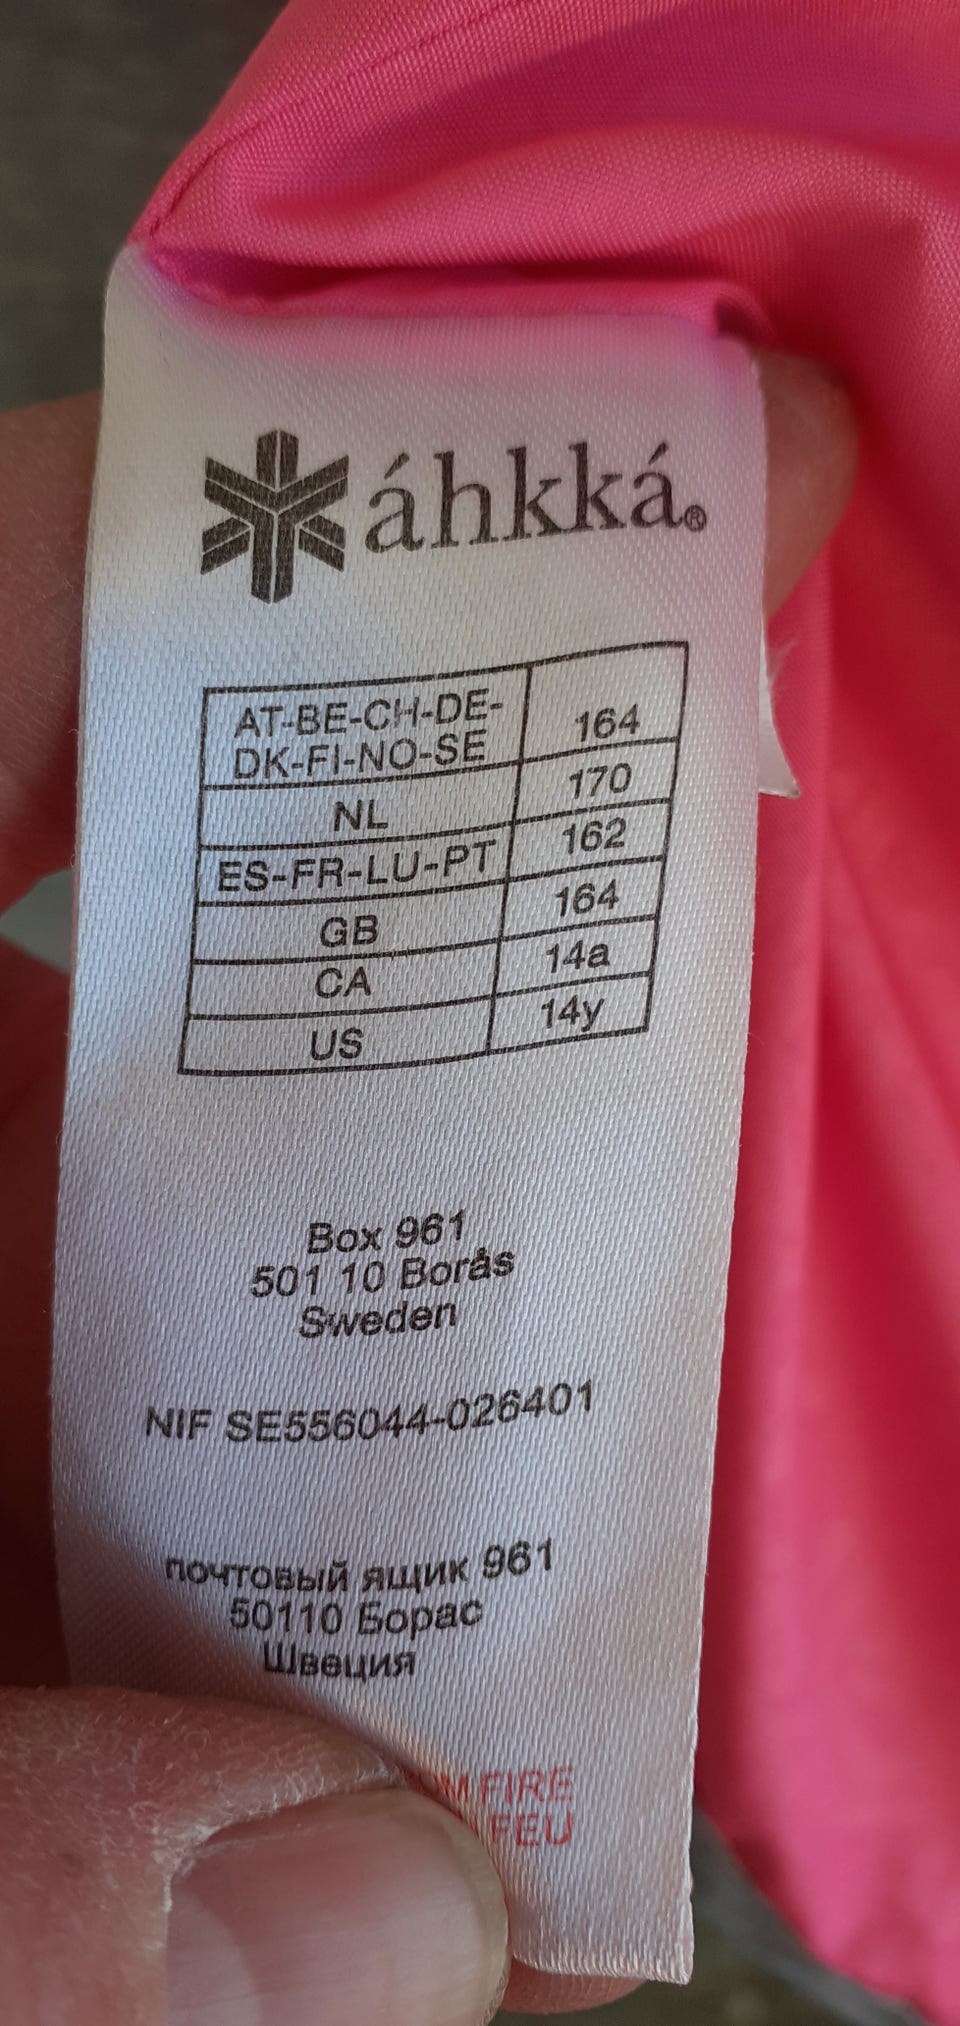 áhkká®
AT-BE-CH-DE-
DK-FI-NO-SE 164
NL 170
ES-FR-LU-PT 162
GB 164
CA 14a
US 14y
Box 961
501 10 Borås
Sweden
NIF SE556044-026401
почтовый ящик 961
50110 Борас
Швеция
FIRE
FEU